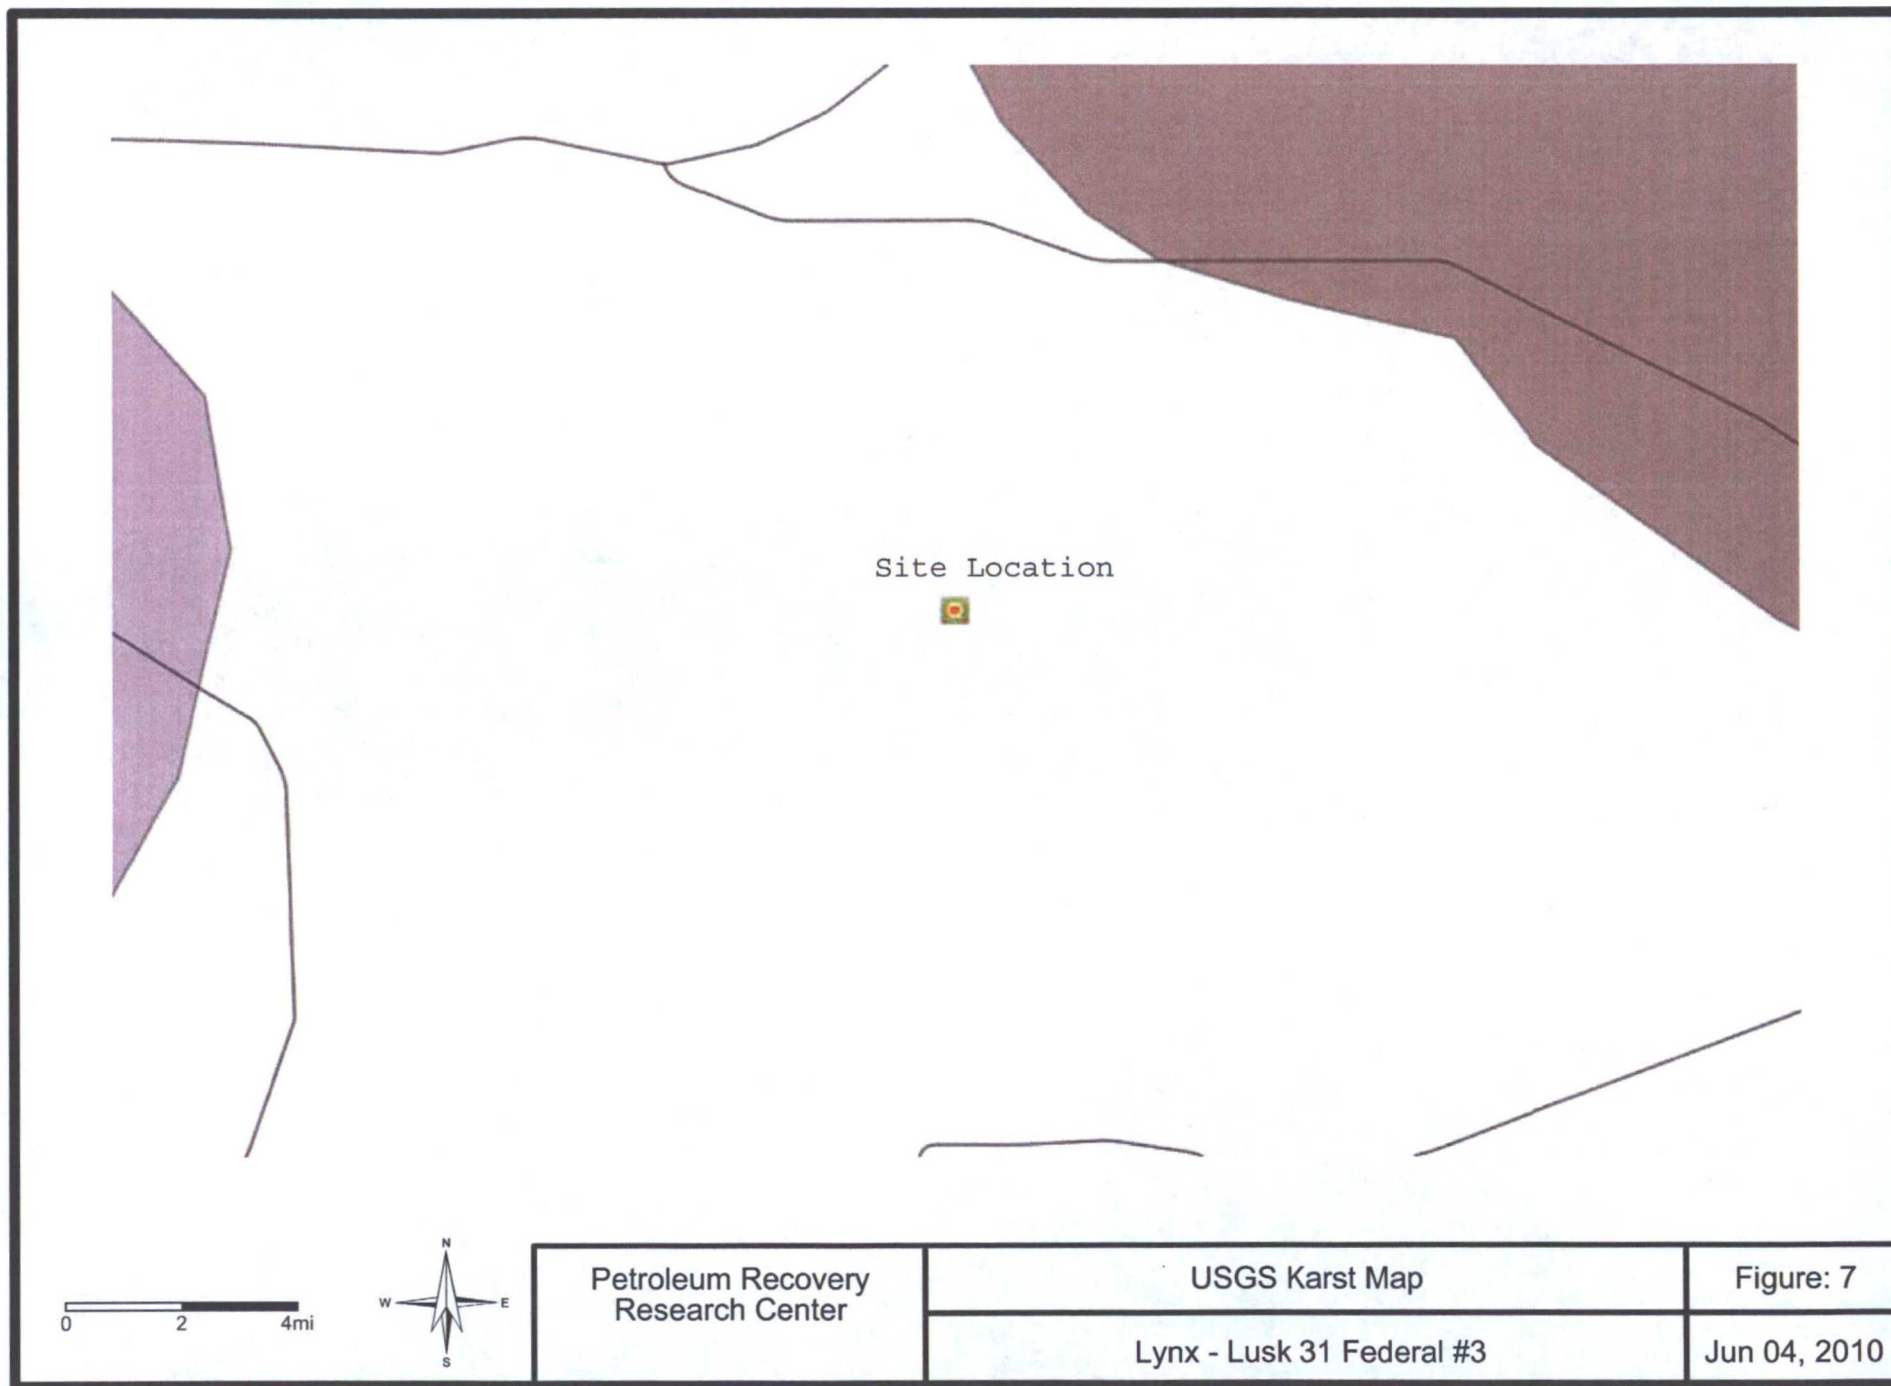 Site Location
0 2 4mi
N
W E
S
Petroleum Recovery
Research Center
USGS Karst Map
Figure: 7
Lynx - Lusk 31 Federal #3
Jun 04, 2010